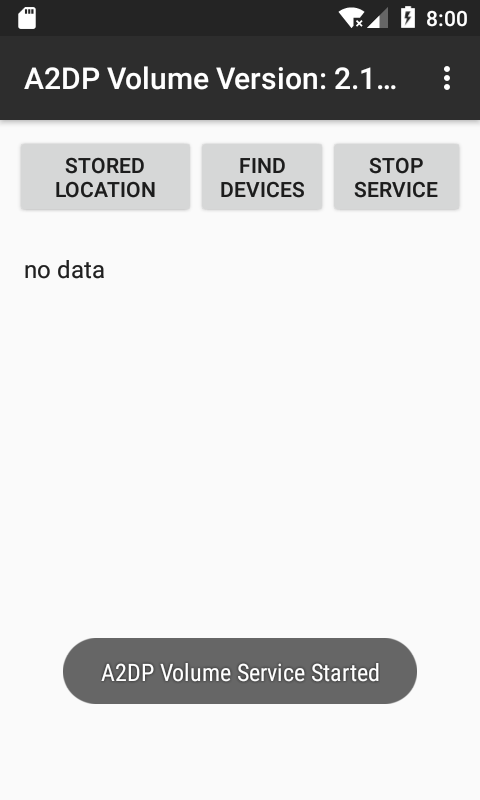 8:00
A2DP Volume Version: 2.1...
STORED
LOCATION
FIND
DEVICES
STOP
SERVICE
no data
A2DP Volume Service Started